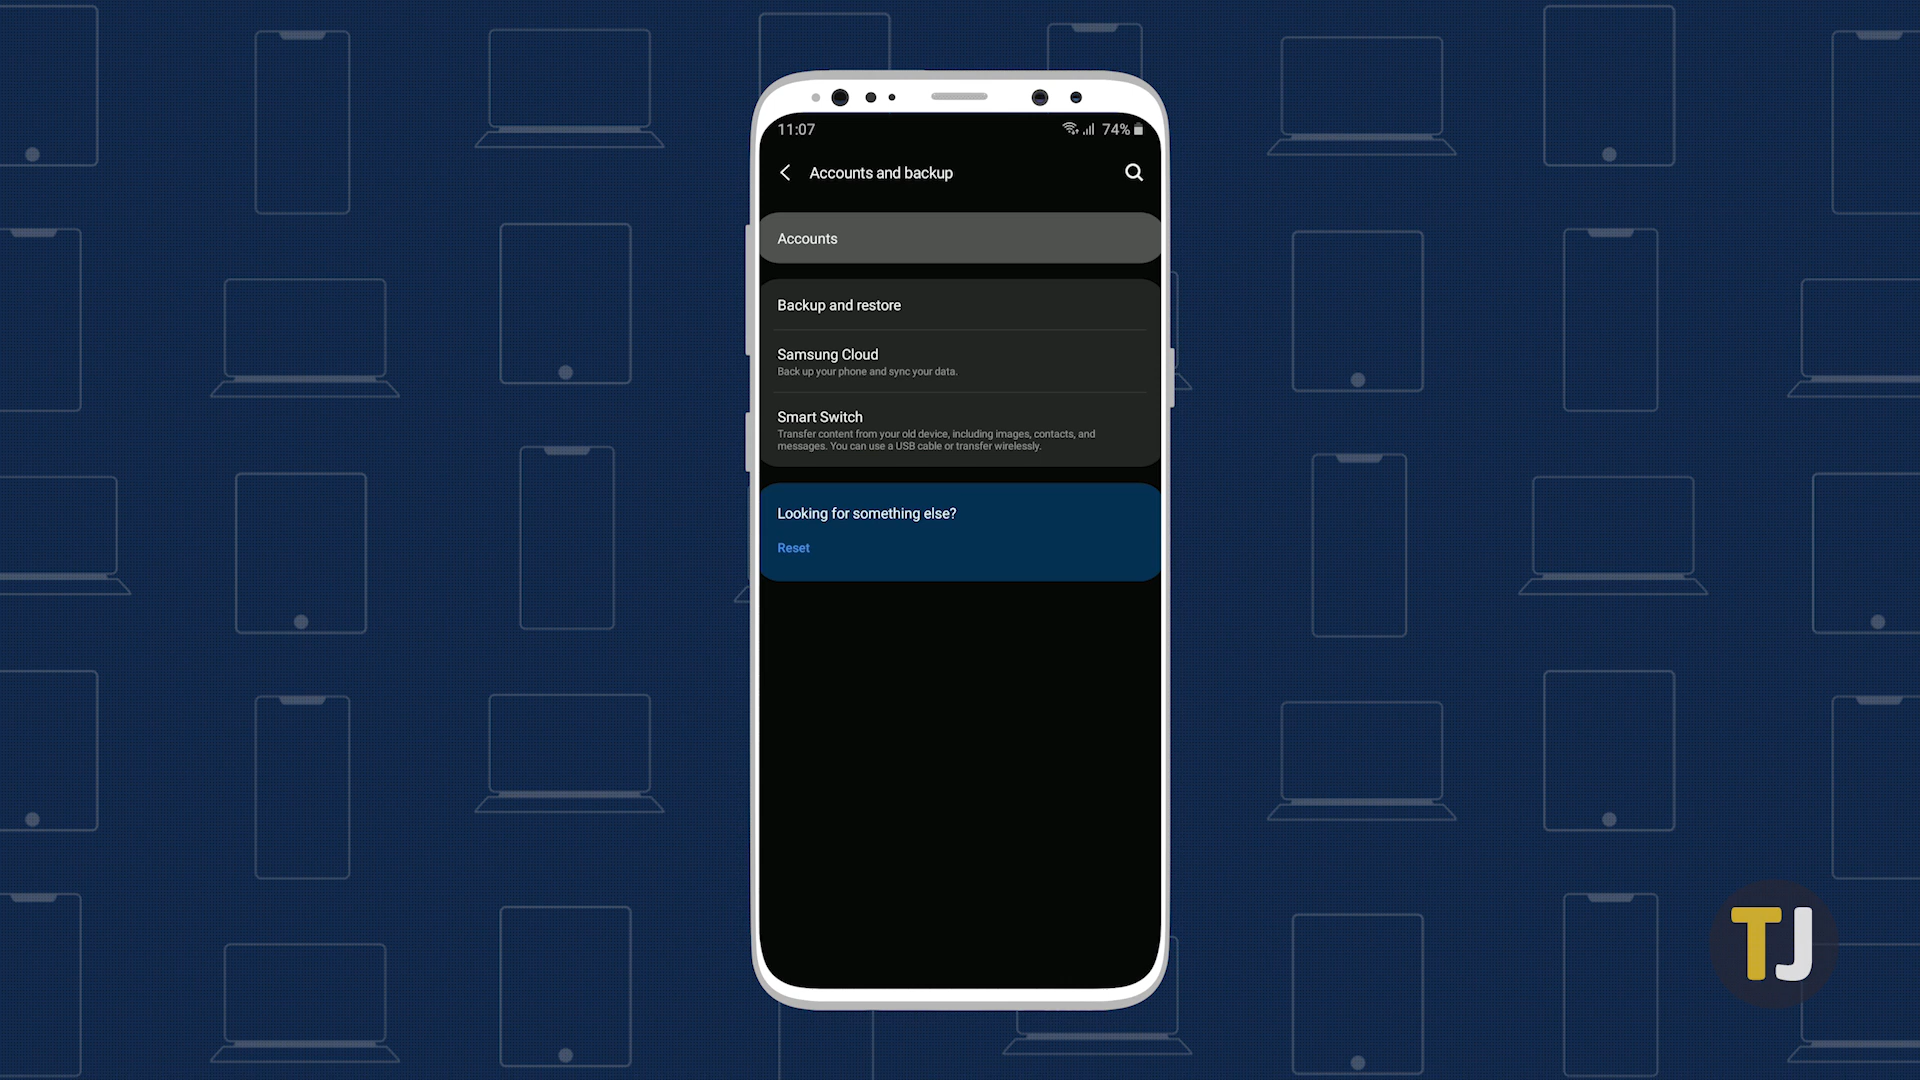 11:07
74%
Accounts and backup
Accounts
Backup and restore
Samsung Cloud
Back up your phone and sync your data.
Smart Switch
Transfer content from your old device, including images, contacts, and
messages. You can use a USB cable or transfer wirelessly.
Looking for something else?
Reset
TJ